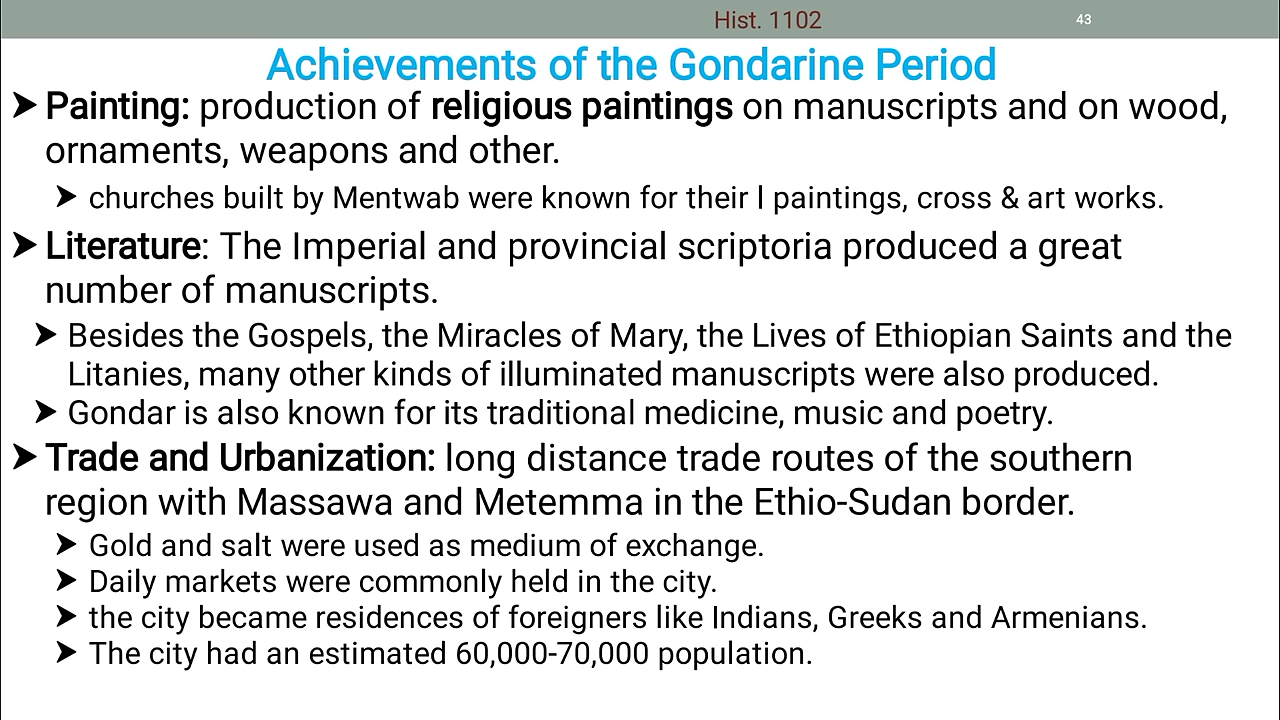 Hist. 1102
43
Achievements of the Gondarine Period
➤ Painting: production of religious paintings on manuscripts and on wood,
ornaments, weapons and other.
➤ churches built by Mentwab were known for their l paintings, cross & art works.
➤ Literature: The Imperial and provincial scriptoria produced a great
number of manuscripts.
➤ Besides the Gospels, the Miracles of Mary, the Lives of Ethiopian Saints and the
Litanies, many other kinds of illuminated manuscripts were also produced.
➤ Gondar is also known for its traditional medicine, music and poetry.
➤ Trade and Urbanization: long distance trade routes of the southern
region with Massawa and Metemma in the Ethio-Sudan border.
➤ Gold and salt were used as medium of exchange.
➤ Daily markets were commonly held in the city.
➤ the city became residences of foreigners like Indians, Greeks and Armenians.
➤ The city had an estimated 60,000-70,000 population.